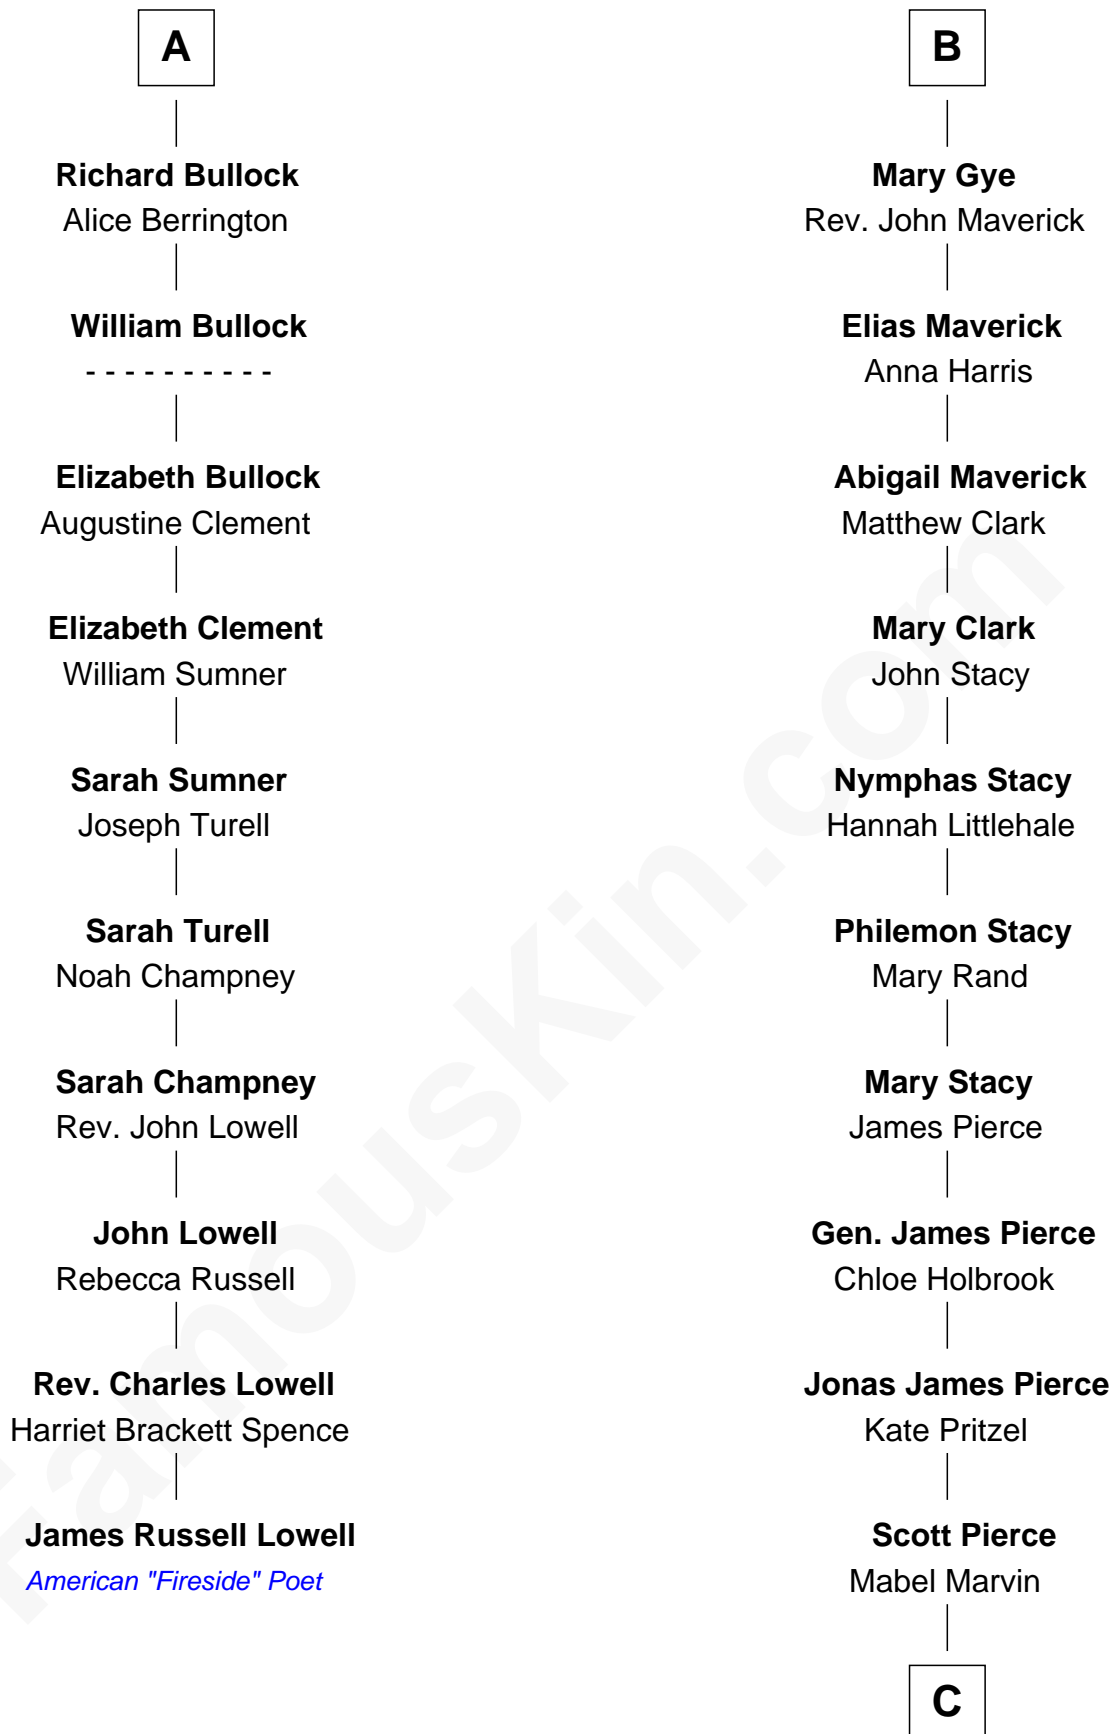 A
Richard Bullock
Alice Berrington
William Bullock
- - - - - - - - - -
Elizabeth Bullock
Augustine Clement
Elizabeth Clement
William Sumner
Sarah Sumner
Joseph Turell
Sarah Turell
Noah Champney
Sarah Champney
Rev. John Lowell
John Lowell
Rebecca Russell
Rev. Charles Lowell
Harriet Brackett Spence
James Russell Lowell
American "Fireside" Poet
B
Mary Gye
Rev. John Maverick
Elias Maverick
Anna Harris
Abigail Maverick
Matthew Clark
Mary Clark
John Stacy
Nymphas Stacy
Hannah Littlehale
Philemon Stacy
Mary Rand
Mary Stacy
James Pierce
Gen. James Pierce
Chloe Holbrook
Jonas James Pierce
Kate Pritzel
Scott Pierce
Mabel Marvin
C
FamousKin.com